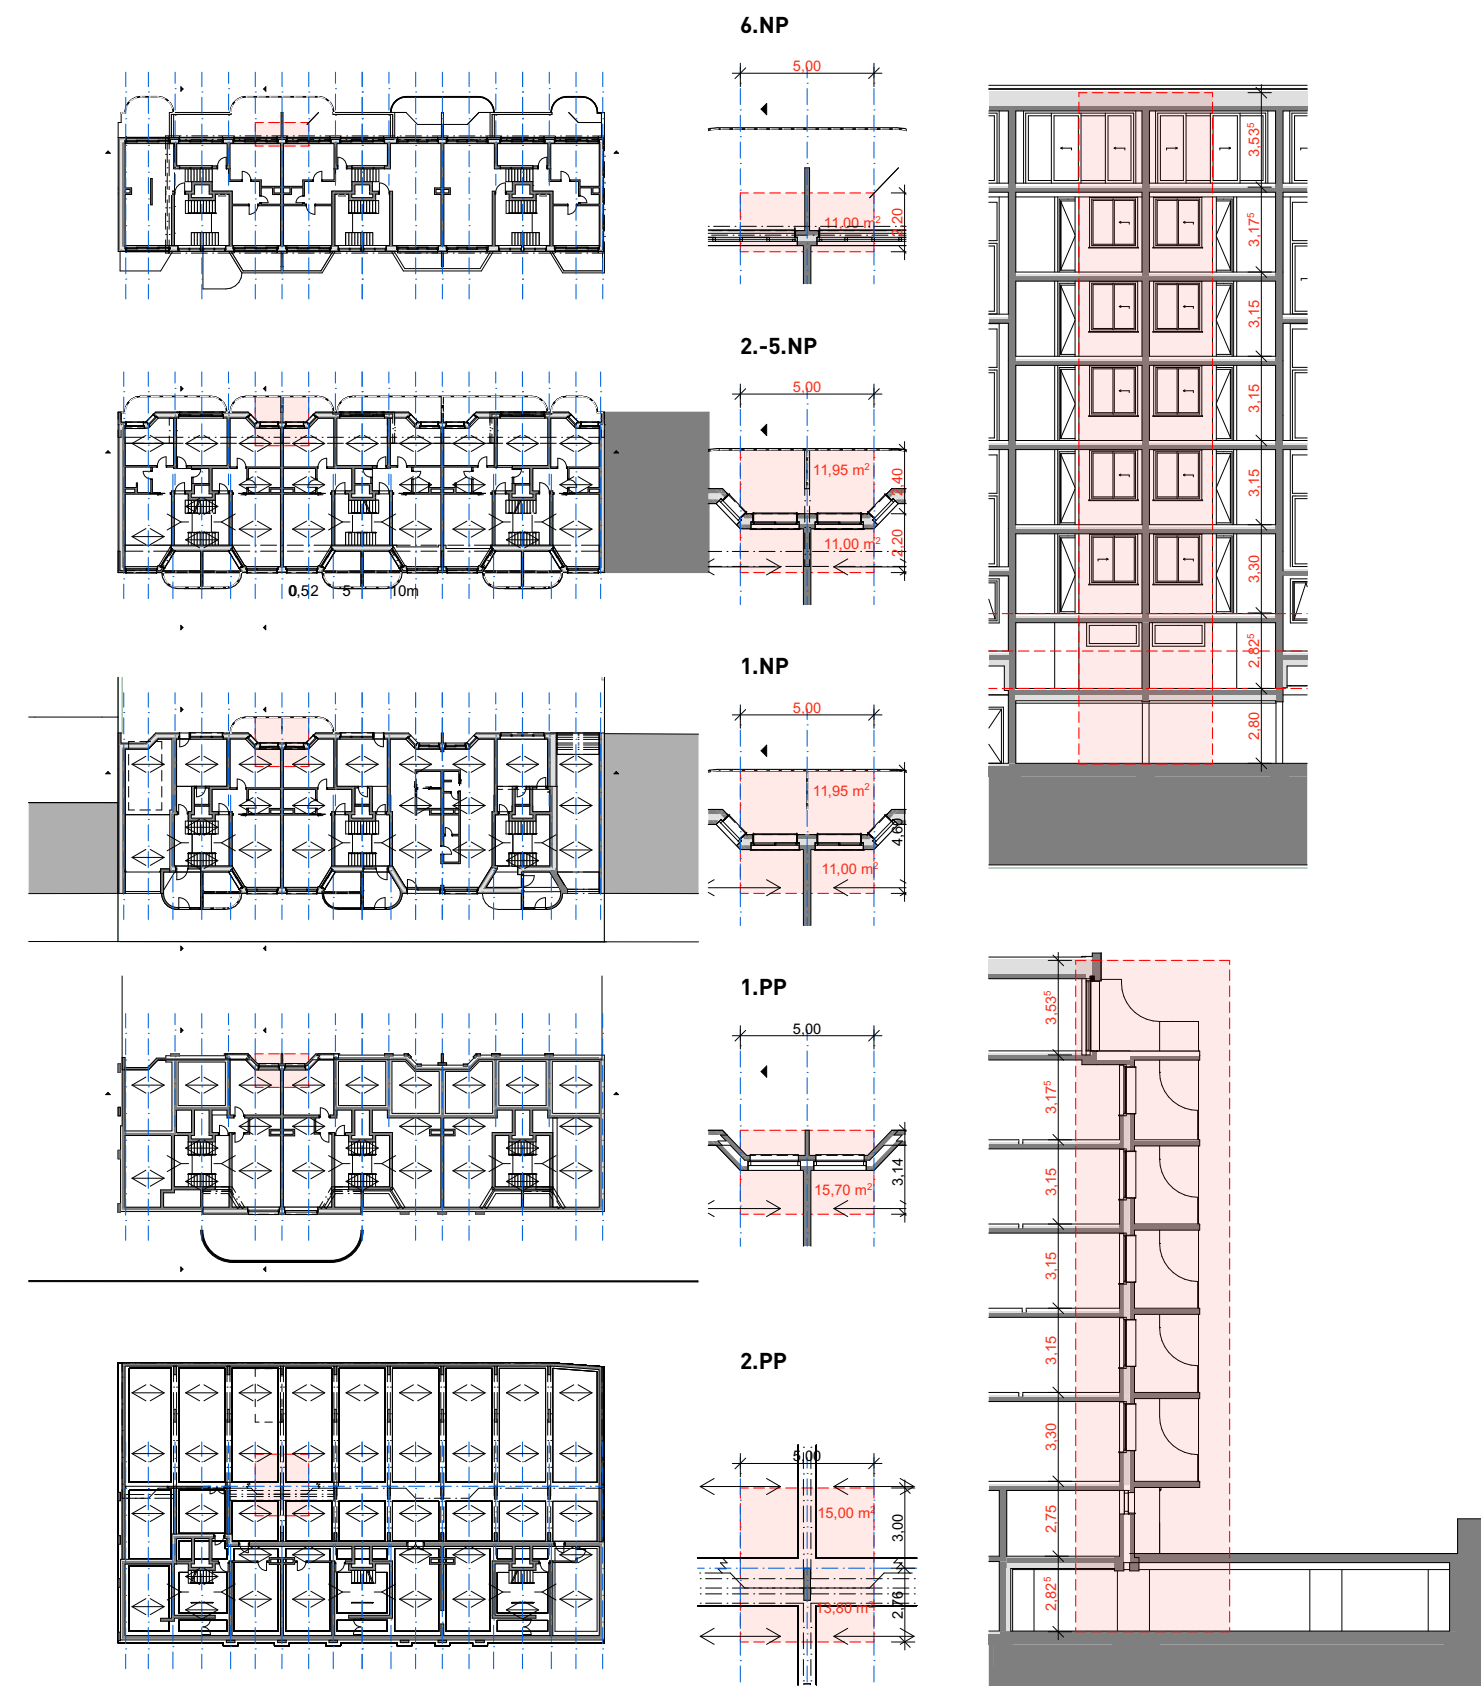 6.NP
5,00
11,00 m²
2,20
2.-5.NP
5,00
11,95 m²
2,40
11,00 m²
2,20
0,52 5 10m
1.NP
5,00
11,95 m²
11,00 m²
1.PP
5,00
3,14
15,70 m²
2.PP
5,00
15,00 m²
3,00
13,80 m²
2,76
3,53⁵
3,17⁵
3,15
3,15
3,15
3,30
2,82⁵
2,80
3,53⁵
3,17⁵
3,15
3,15
3,15
3,30
2,75
2,82⁵